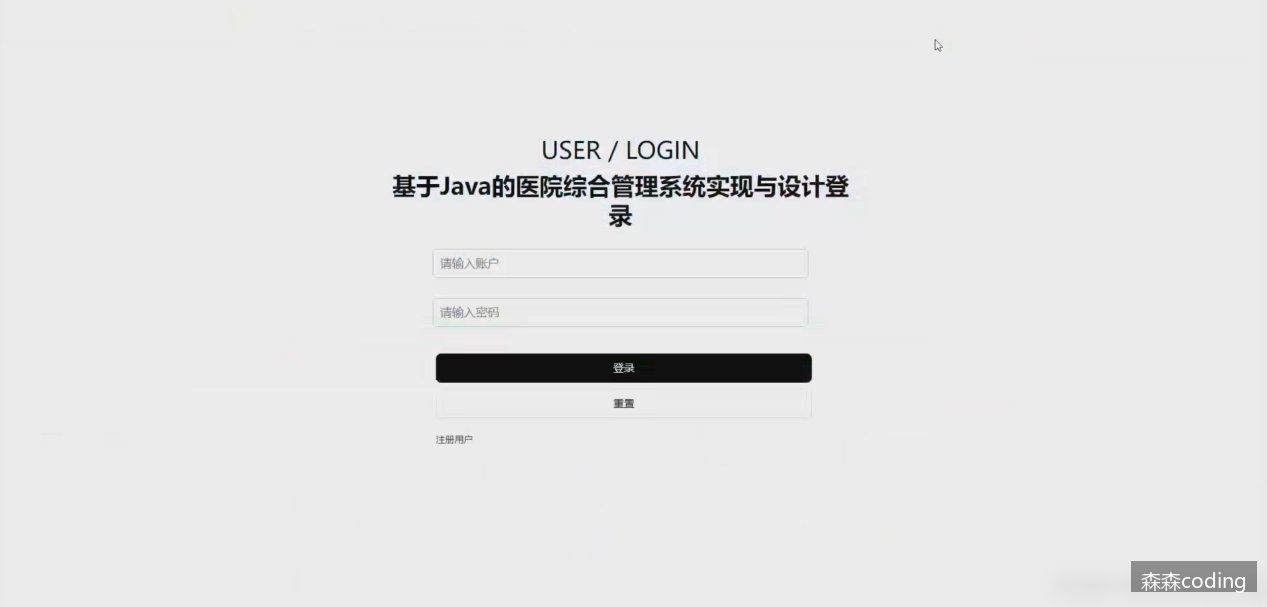 USER / LOGIN
基于Java的医院综合管理系统实现与设计登
录
请输入账户
请输入密码
登录
重置
注册用户
森森coding